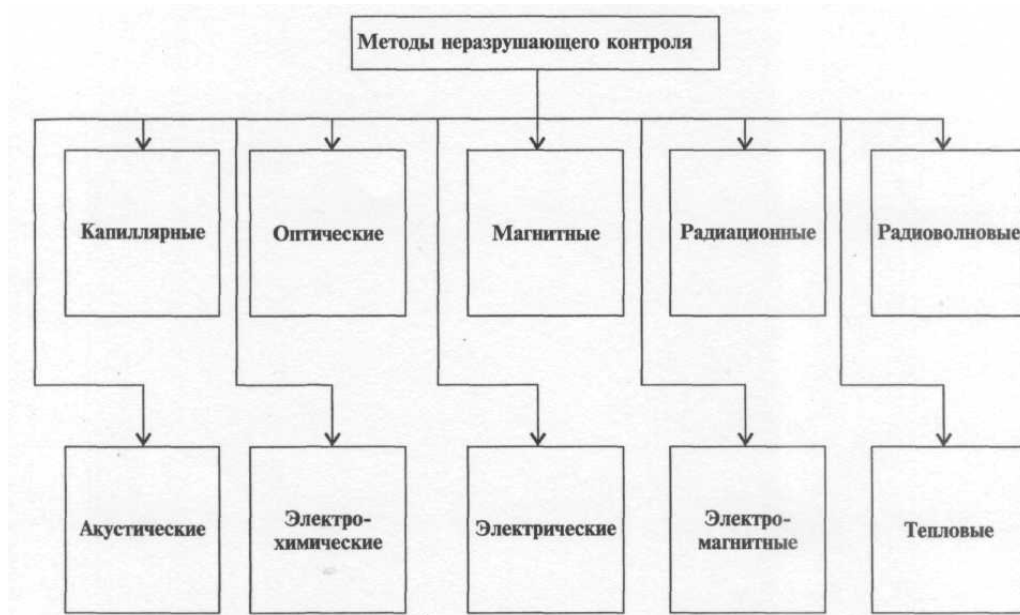 Методы неразрушающего контроля
Капиллярные
Оптические
Магнитные
Радиационные
Радиоволновые
Акустические
Электро-
химические
Электрические
Электро-
магнитные
Тепловые